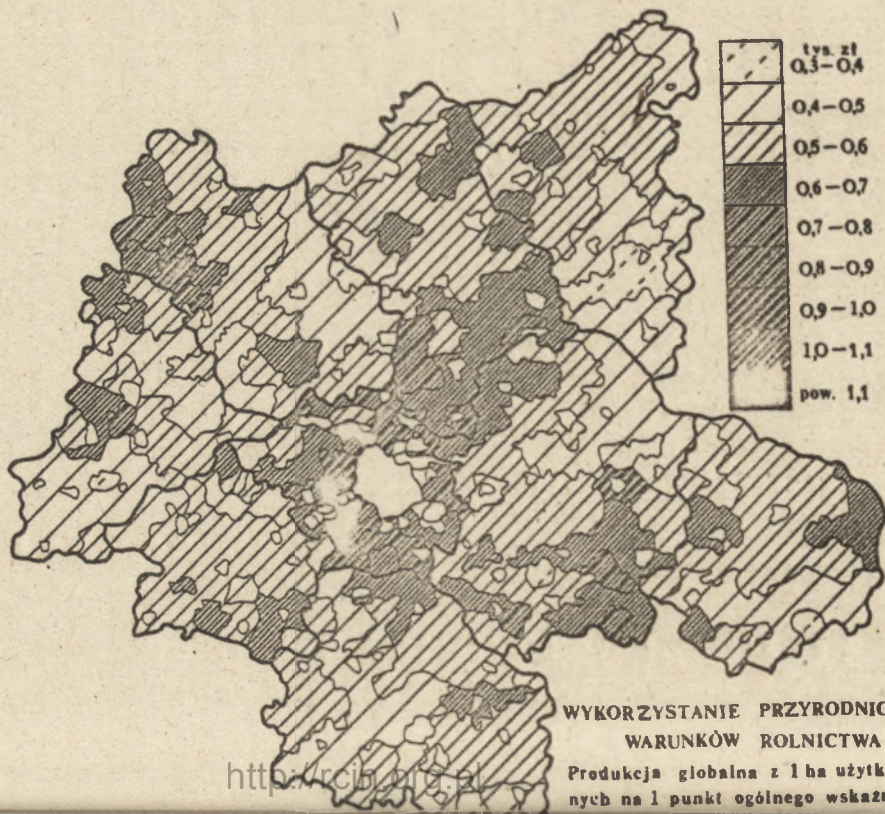 tys. zł
0,3–0,4
0,4–0,5
0,5–0,6
0,6–0,7
0,7–0,8
0,8–0,9
0,9–1,0
1,0–1,1
pow. 1,1
WYKORZYSTANIE PRZYRODNIC
WARUNKÓW ROLNICTWA
Produkcja globalna z 1 ha użytk
nych na 1 punkt ogólnego wskaźn
http://rcin.org.pl